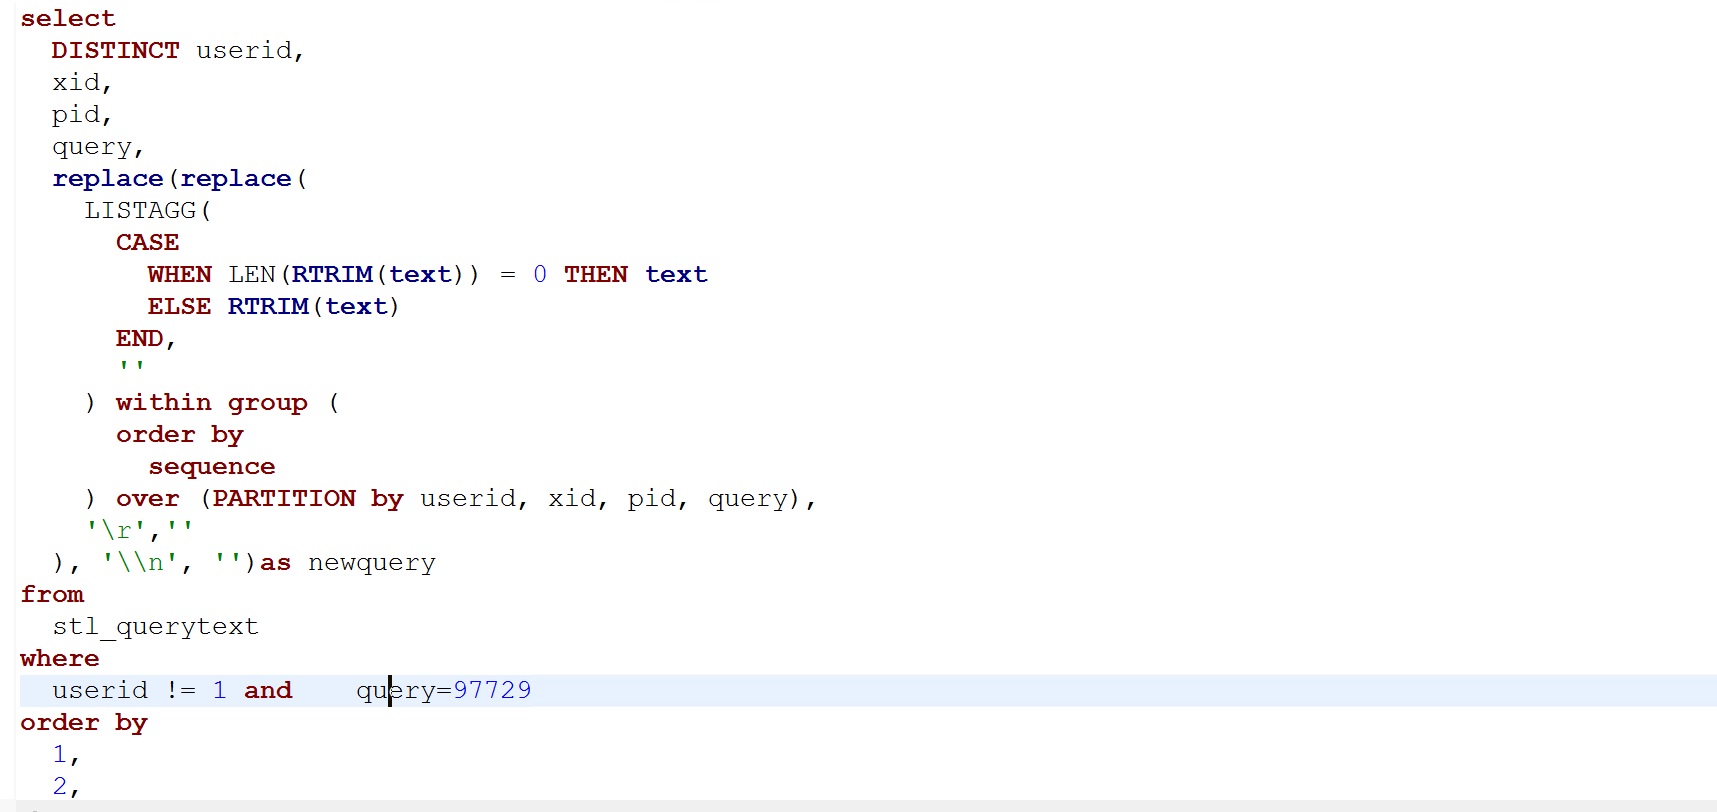 select
DISTINCT userid,
xid,
pid,
query,
replace(replace(
LISTAGG(
CASE
WHEN LEN(RTRIM(text)) = 0 THEN text
ELSE RTRIM(text)
END,
''
) within group (
order by
sequence
) over (PARTITION by userid, xid, pid, query),
'\r',''
), '\\n', '')as newquery
from
stl_querytext
where
userid != 1 and    query=97729
order by
1,
2,